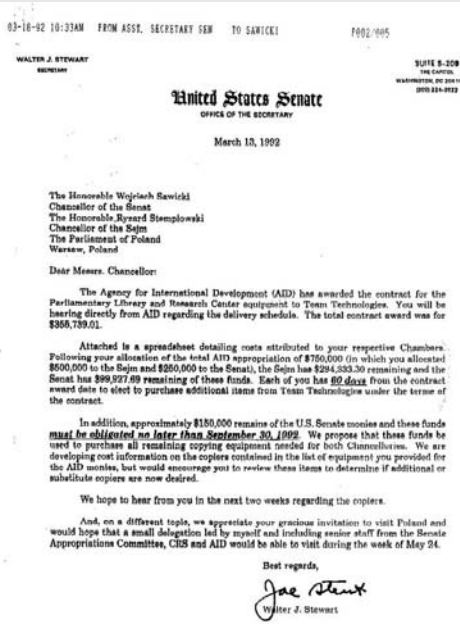 03-18-92 10:33AM FROM ASST. SECRETARY SEN TO SAWICKI P002/005
WALTER J. STEWART
SECRETARY
SUITE S-208
THE CAPITOL
WASHINGTON, DC
United States Senate
OFFICE OF THE SECRETARY
March 13, 1992
The Honorable Wojciech Sawicki
Chancellor of the Senat
The Honorable Ryszard Stemplowski
Chancellor of the Sejm
The Parliament of Poland
Warsaw, Poland
Dear Messrs. Chancellor:
The Agency for International Development (AID) has awarded the contract for the
Parliamentary Library and Research Center equipment to Team Technologies. You will be
hearing directly from AID regarding the delivery schedule. The total contract award was for
$355,739.01.
Attached is a spreadsheet detailing costs attributed to your respective Chambers.
Following your allocation of the total AID appropriation of $750,000 (in which you allocated
$500,000 to the Sejm and $250,000 to the Senat), the Sejm has $294,333.30 remaining and the
Senat has $99,927.69 remaining of these funds. Each of you has 60 days from the contract
award date to elect to purchase additional items from Team Technologies under the terms of
the contract.
In addition, approximately $150,000 remains of the U.S. Senate monies and these funds
must be obligated no later than September 30, 1992. We propose that these funds be
used to purchase all remaining copying equipment needed for both Chancelleries. We are
developing cost information on the copiers contained in the list of equipment you provided for
the AID monies, but would encourage you to review these items to determine if additional or
substitute copiers are now desired.
We hope to hear from you in the next two weeks regarding the copiers.
And, on a different topic, we appreciate your gracious invitation to visit Poland and
would hope that a small delegation led by myself and including senior staff from the Senate
Appropriations Committee, CRS and AID would be able to visit during the week of May 24.
Best regards,
Joe Stewart
Walter J. Stewart